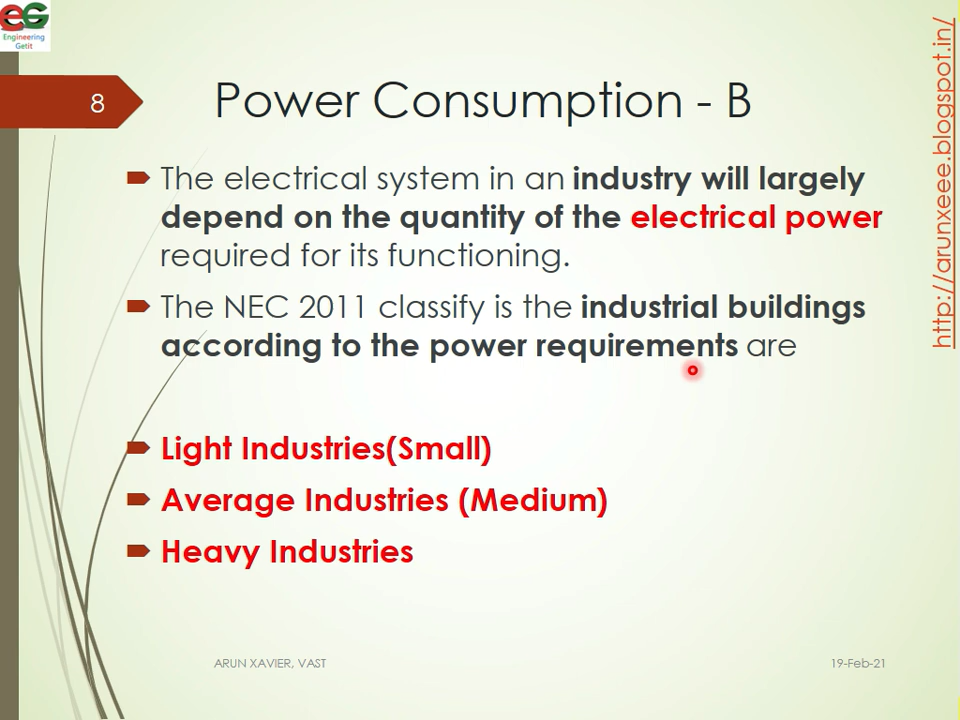 EG
Engineering
Getit
8
Power Consumption - B
The electrical system in an industry will largely
depend on the quantity of the electrical power
required for its functioning.
The NEC 2011 classify is the industrial buildings
according to the power requirements are
Light Industries(Small)
Average Industries (Medium)
Heavy Industries
ARUN XAVIER, VAST
19-Feb-21
http://arunxeee.blogspot.in/